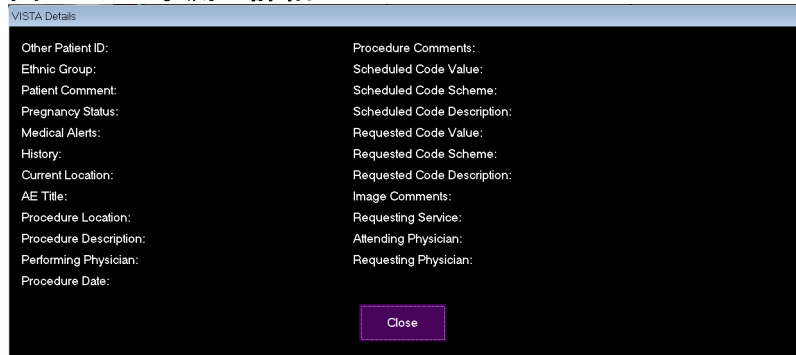 VISTA Details
Other Patient ID:
Ethnic Group:
Patient Comment:
Pregnancy Status:
Medical Alerts:
History:
Current Location:
AE Title:
Procedure Location:
Procedure Description:
Performing Physician:
Procedure Date:
Procedure Comments:
Scheduled Code Value:
Scheduled Code Scheme:
Scheduled Code Description:
Requested Code Value:
Requested Code Scheme:
Requested Code Description:
Image Comments:
Requesting Service:
Attending Physician:
Requesting Physician:
Close